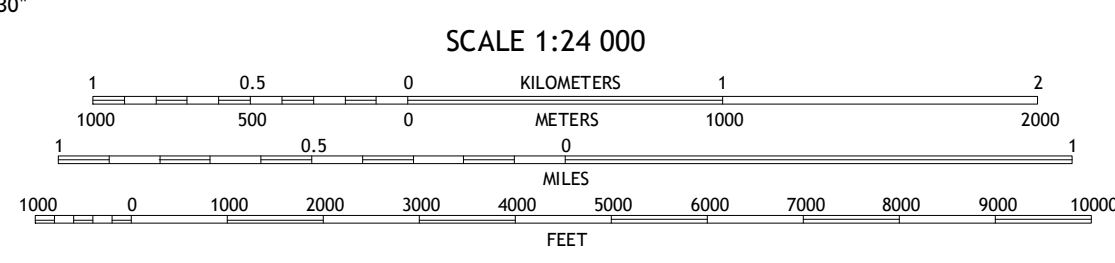 30"
SCALE 1:24 000
1 0.5 0 KILOMETERS 1 2
1000 500 0 METERS 1000 2000
1 0.5 0 1
MILES
1000 0 1000 2000 3000 4000 5000 6000 7000 8000 9000 10000
FEET